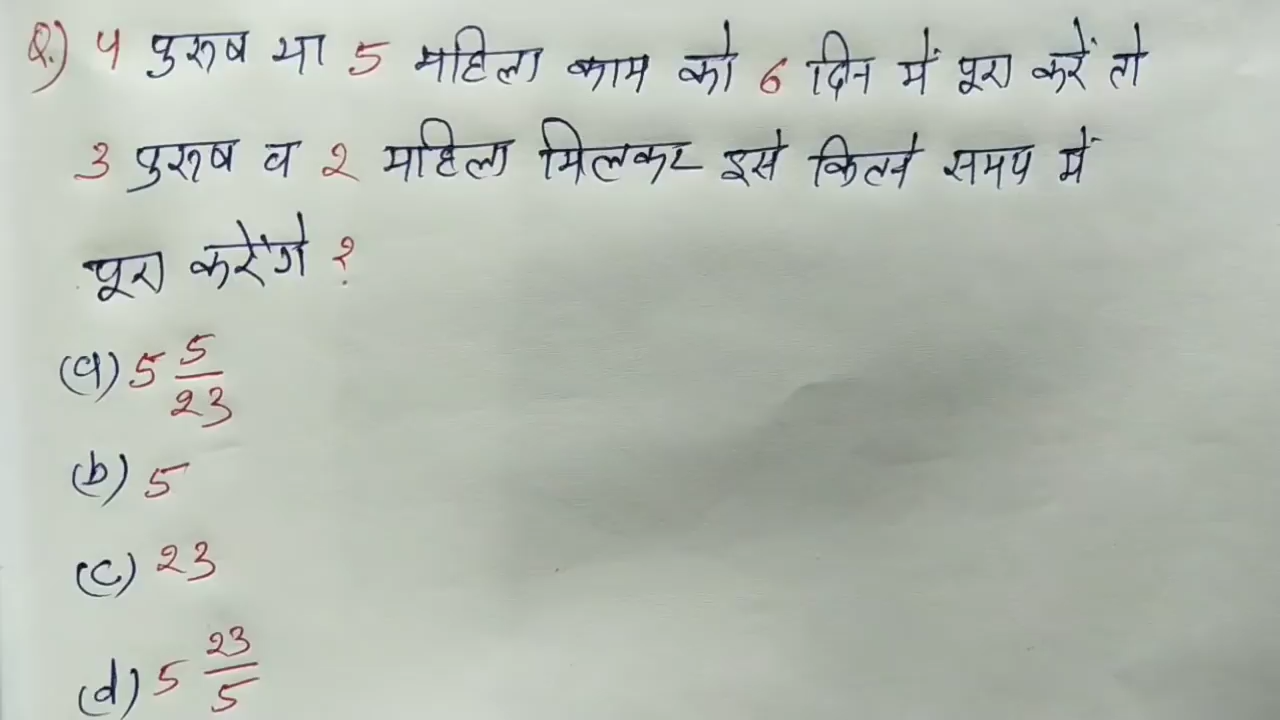 Q.) 4 पुरुष या 5 महिला काम को 6 दिन में पूरा करें तो
3 पुरुष व 2 महिला मिलकर इसे कितने समय में
पूरा करेंगे ?
(a) 5 5/23
(b) 5
(c) 23
(d) 5 23/5